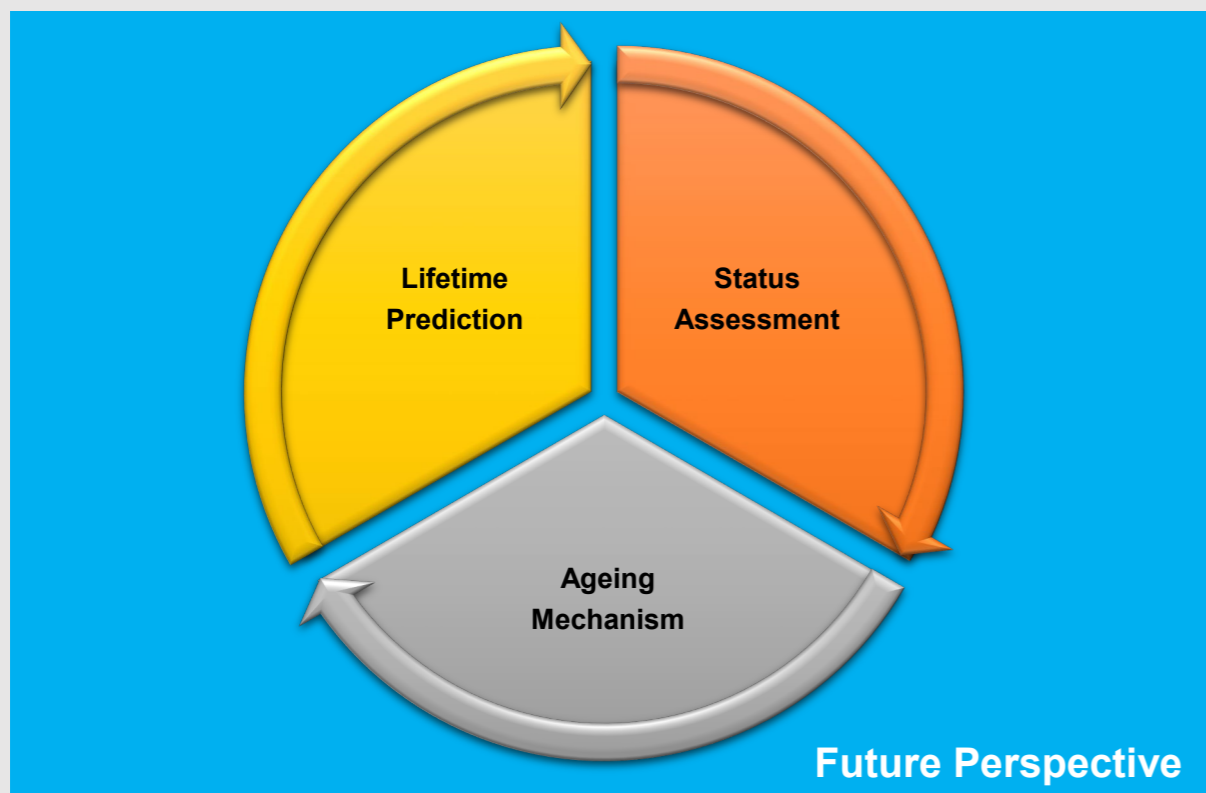 Lifetime
Prediction
Status
Assessment
Ageing
Mechanism
Future Perspective